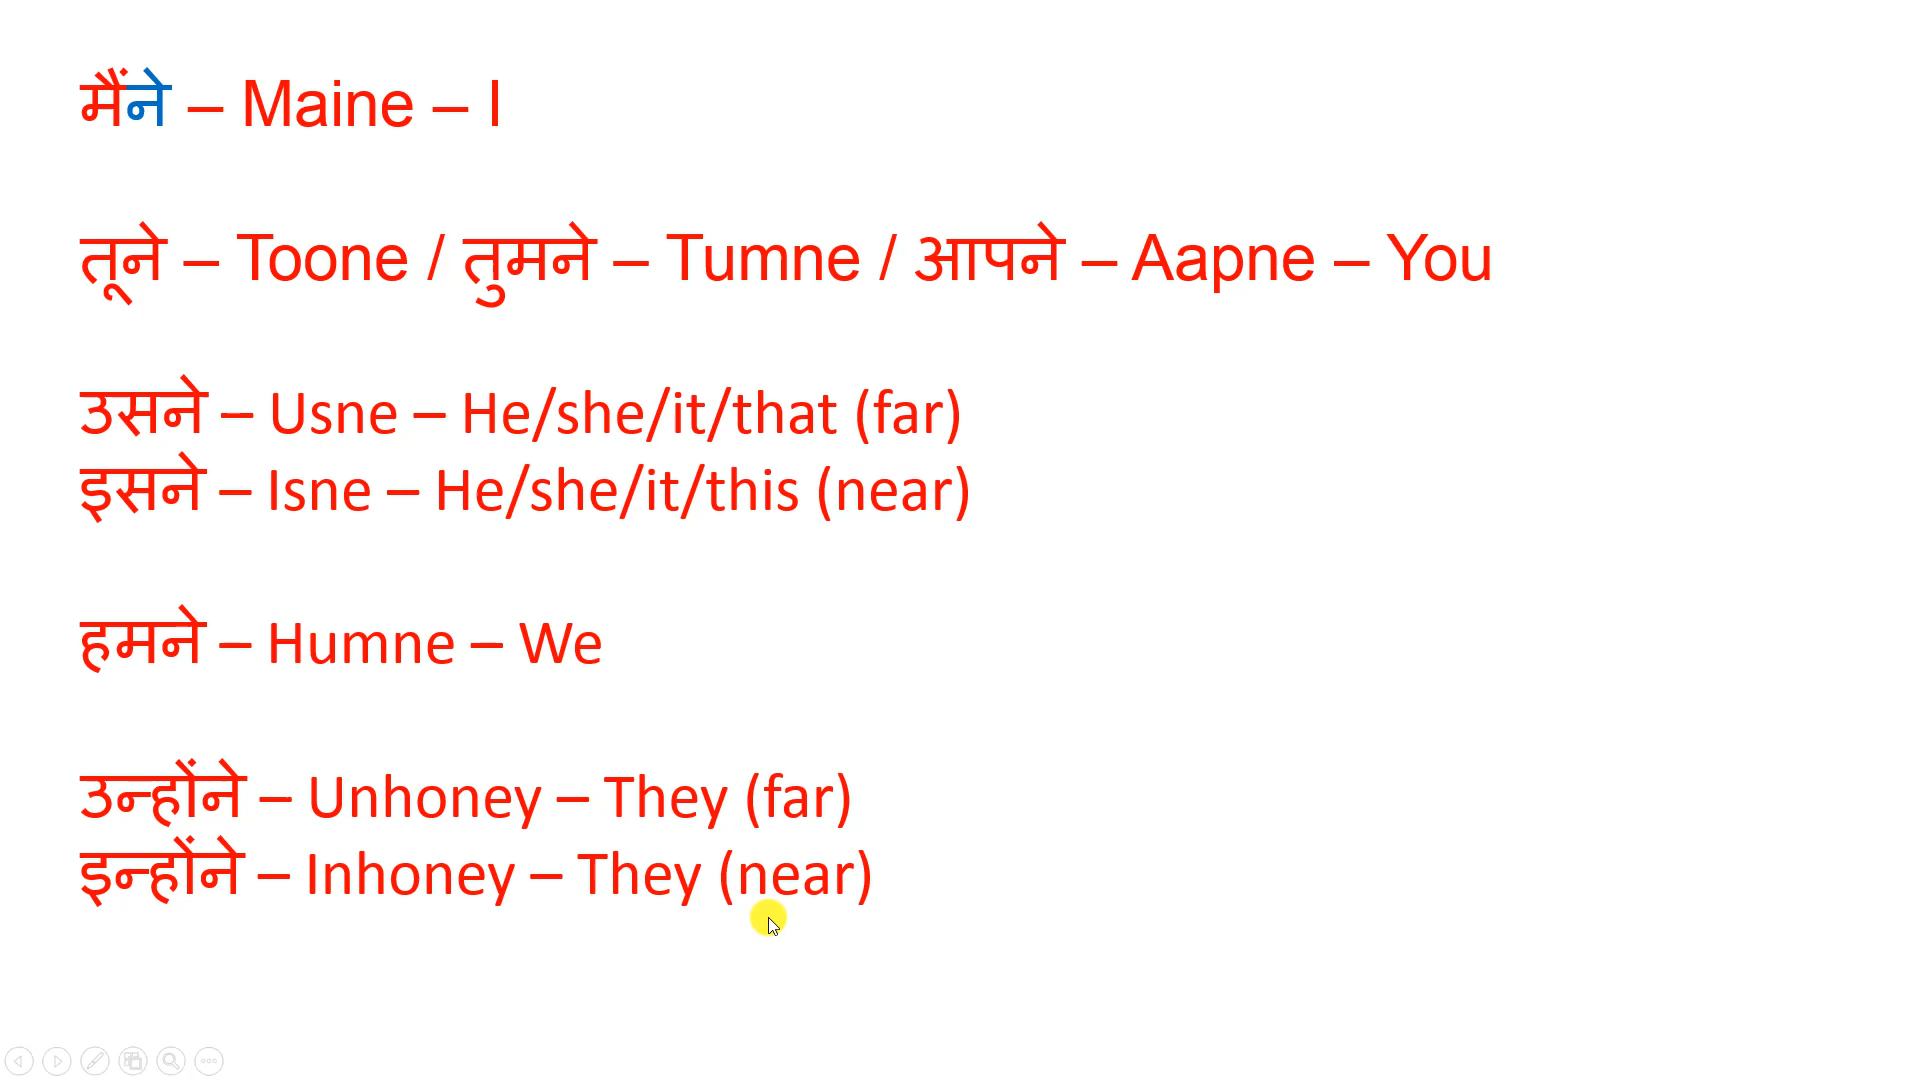 मैंने – Maine – I
तूने – Toone / तुमने – Tumne / आपने – Aapne – You
उसने – Usne – He/she/it/that (far)
इसने – Isne – He/she/it/this (near)
हमने – Humne – We
उन्होंने – Unhoney – They (far)
इन्होंने – Inhoney – They (near)